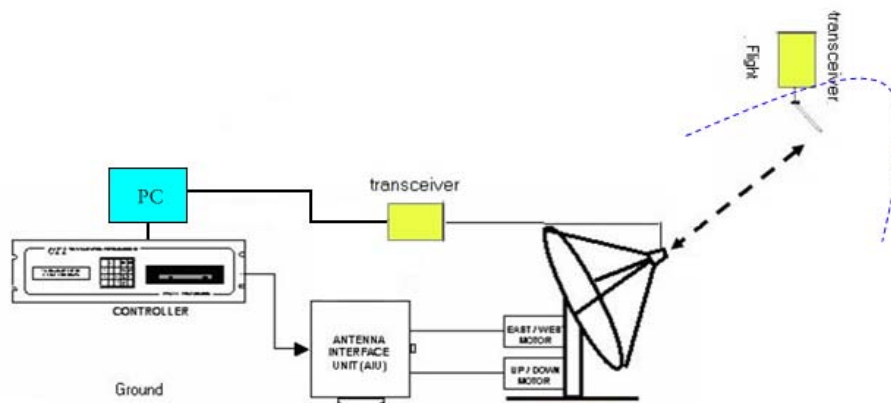 transceiver
Flight
PC
transceiver
CONTROLLER
ANTENNA
INTERFACE
UNIT (AIU)
EAST / WEST
MOTOR
UP / DOWN
MOTOR
Ground